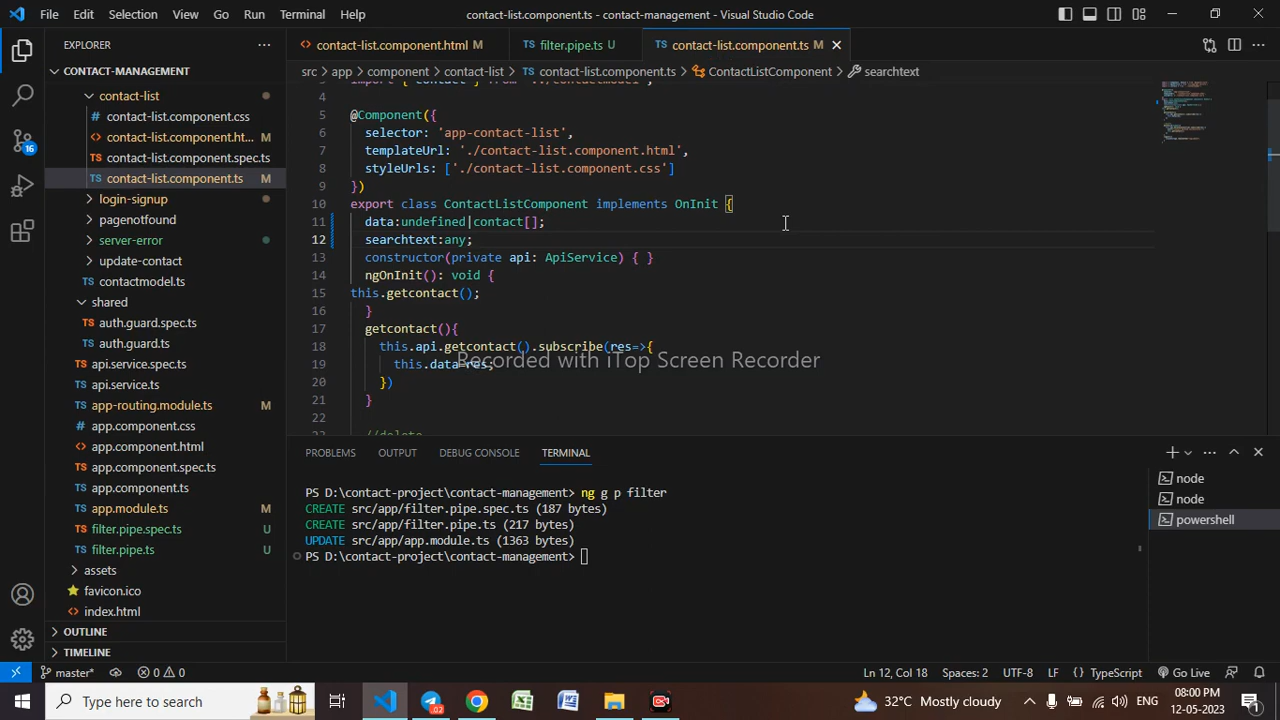 File Edit Selection View Go Run Terminal Help contact-list.component.ts - contact-management - Visual Studio Code
EXPLORER
CONTACT-MANAGEMENT
contact-list
contact-list.component.css
contact-list.component.ht... M
contact-list.component.spec.ts
contact-list.component.ts M
login-signup
pagenotfound
server-error
update-contact
contactmodel.ts
shared
auth.guard.spec.ts
auth.guard.ts
api.service.spec.ts
api.service.ts
app-routing.module.ts M
app.component.css
app.component.html
app.component.spec.ts
app.component.ts
app.module.ts M
filter.pipe.spec.ts U
filter.pipe.ts U
assets
favicon.ico
index.html
OUTLINE
TIMELINE
16
contact-list.component.html M filter.pipe.ts U contact-list.component.ts M
src > app > component > contact-list > contact-list.component.ts > ContactListComponent > searchtext
4
5 @Component({
6 selector: 'app-contact-list',
7 templateUrl: './contact-list.component.html',
8 styleUrls: ['./contact-list.component.css']
9 })
10 export class ContactListComponent implements OnInit {
11 data:undefined|contact[];
12 searchtext:any;
13 constructor(private api: ApiService) { }
14 ngOnInit(): void {
15 this.getcontact();
16 }
17 getcontact(){
18 this.api.getcontact().subscribe(res=>{
19 this.data=res;
20 })
21 }
22
Recorded with iTop Screen Recorder
PROBLEMS OUTPUT DEBUG CONSOLE TERMINAL
PS D:\contact-project\contact-management> ng g p filter
CREATE src/app/filter.pipe.spec.ts (187 bytes)
CREATE src/app/filter.pipe.ts (217 bytes)
UPDATE src/app/app.module.ts (1363 bytes)
PS D:\contact-project\contact-management>
node
node
powershell
master* 0 0 Ln 12, Col 18 Spaces: 2 UTF-8 LF {} TypeScript Go Live
Type here to search 02 32°C Mostly cloudy ENG 08:00 PM
12-05-2023 1